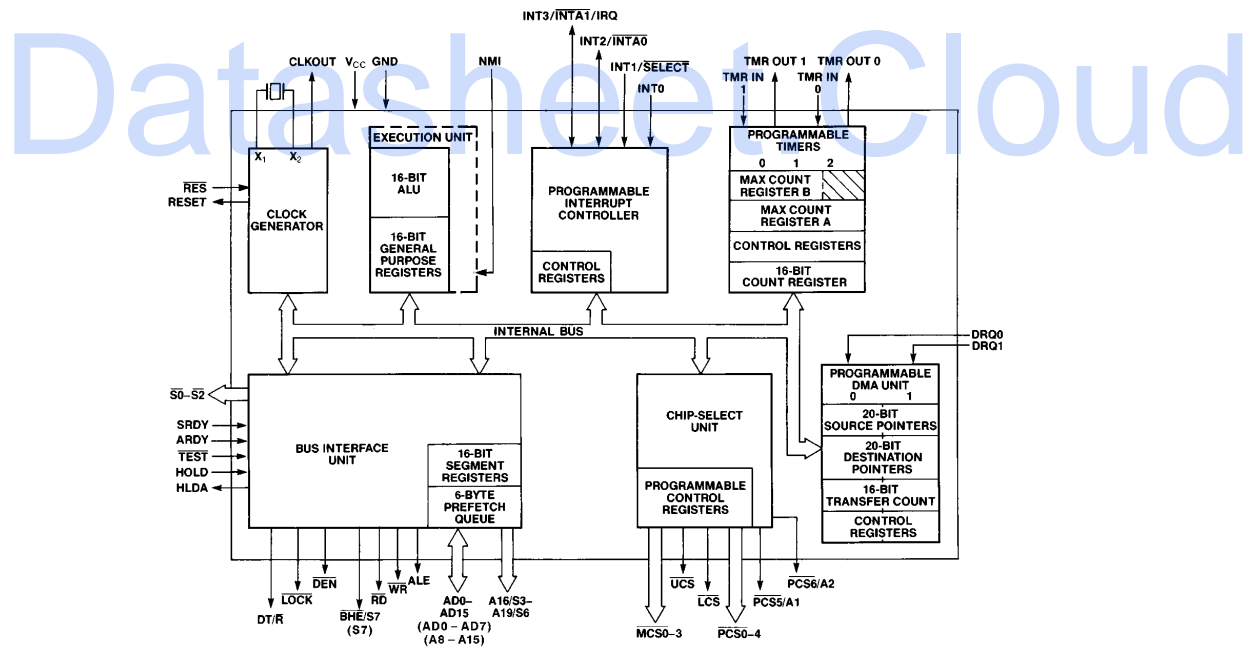 Datasheet.Cloud
INT3/INTA1/IRQ
INT2/INTA0
INT1/SELECT
INT0
CLKOUT VCC GND
NMI
TMR OUT 1 TMR OUT 0
TMR IN 1
TMR IN 0
X1 X2
RES
RESET
CLOCK
GENERATOR
EXECUTION UNIT
16-BIT
ALU
16-BIT
GENERAL
PURPOSE
REGISTERS
PROGRAMMABLE
INTERRUPT
CONTROLLER
CONTROL
REGISTERS
PROGRAMMABLE
TIMERS
0 1 2
MAX COUNT
REGISTER B
MAX COUNT
REGISTER A
CONTROL REGISTERS
16-BIT
COUNT REGISTER
INTERNAL BUS
DRQ0
DRQ1
S0–S2
SRDY
ARDY
TEST
HOLD
HLDA
BUS INTERFACE
UNIT
16-BIT
SEGMENT
REGISTERS
6-BYTE
PREFETCH
QUEUE
CHIP-SELECT
UNIT
PROGRAMMABLE
CONTROL
REGISTERS
PROGRAMMABLE
DMA UNIT
0 1
20-BIT
SOURCE POINTERS
20-BIT
DESTINATION
POINTERS
16-BIT
TRANSFER COUNT
CONTROL
REGISTERS
DT/R
LOCK
DEN
BHE/S7
(S7)
RD
WR
ALE
AD0–
AD15
(AD0 – AD7)
(A8 – A15)
A16/S3–
A19/S6
MCS0-3
UCS
LCS
PCS0-4
PCS5/A1
PCS6/A2